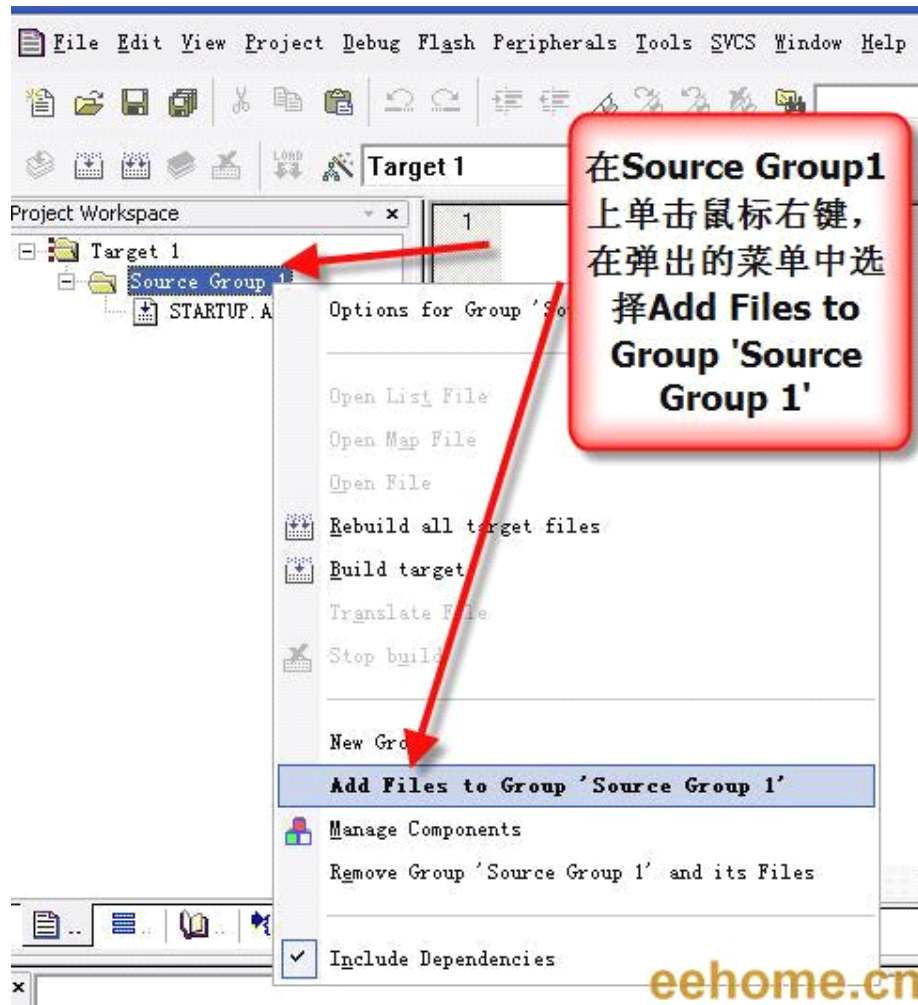 File Edit View Project Debug Flash Peripherals Tools SVCS Window Help
LOAD
Target 1
Project Workspace
1
Target 1
Source Group 1
STARTUP.A
在Source Group1
上单击鼠标右键，
在弹出的菜单中选
择Add Files to
Group 'Source
Group 1'
Options for Group 'So
Open List File
Open Map File
Open File
Rebuild all target files
Build target
Translate File
Stop build
New Gro
Add Files to Group 'Source Group 1'
Manage Components
Remove Group 'Source Group 1' and its Files
Include Dependencies
eehome.cn